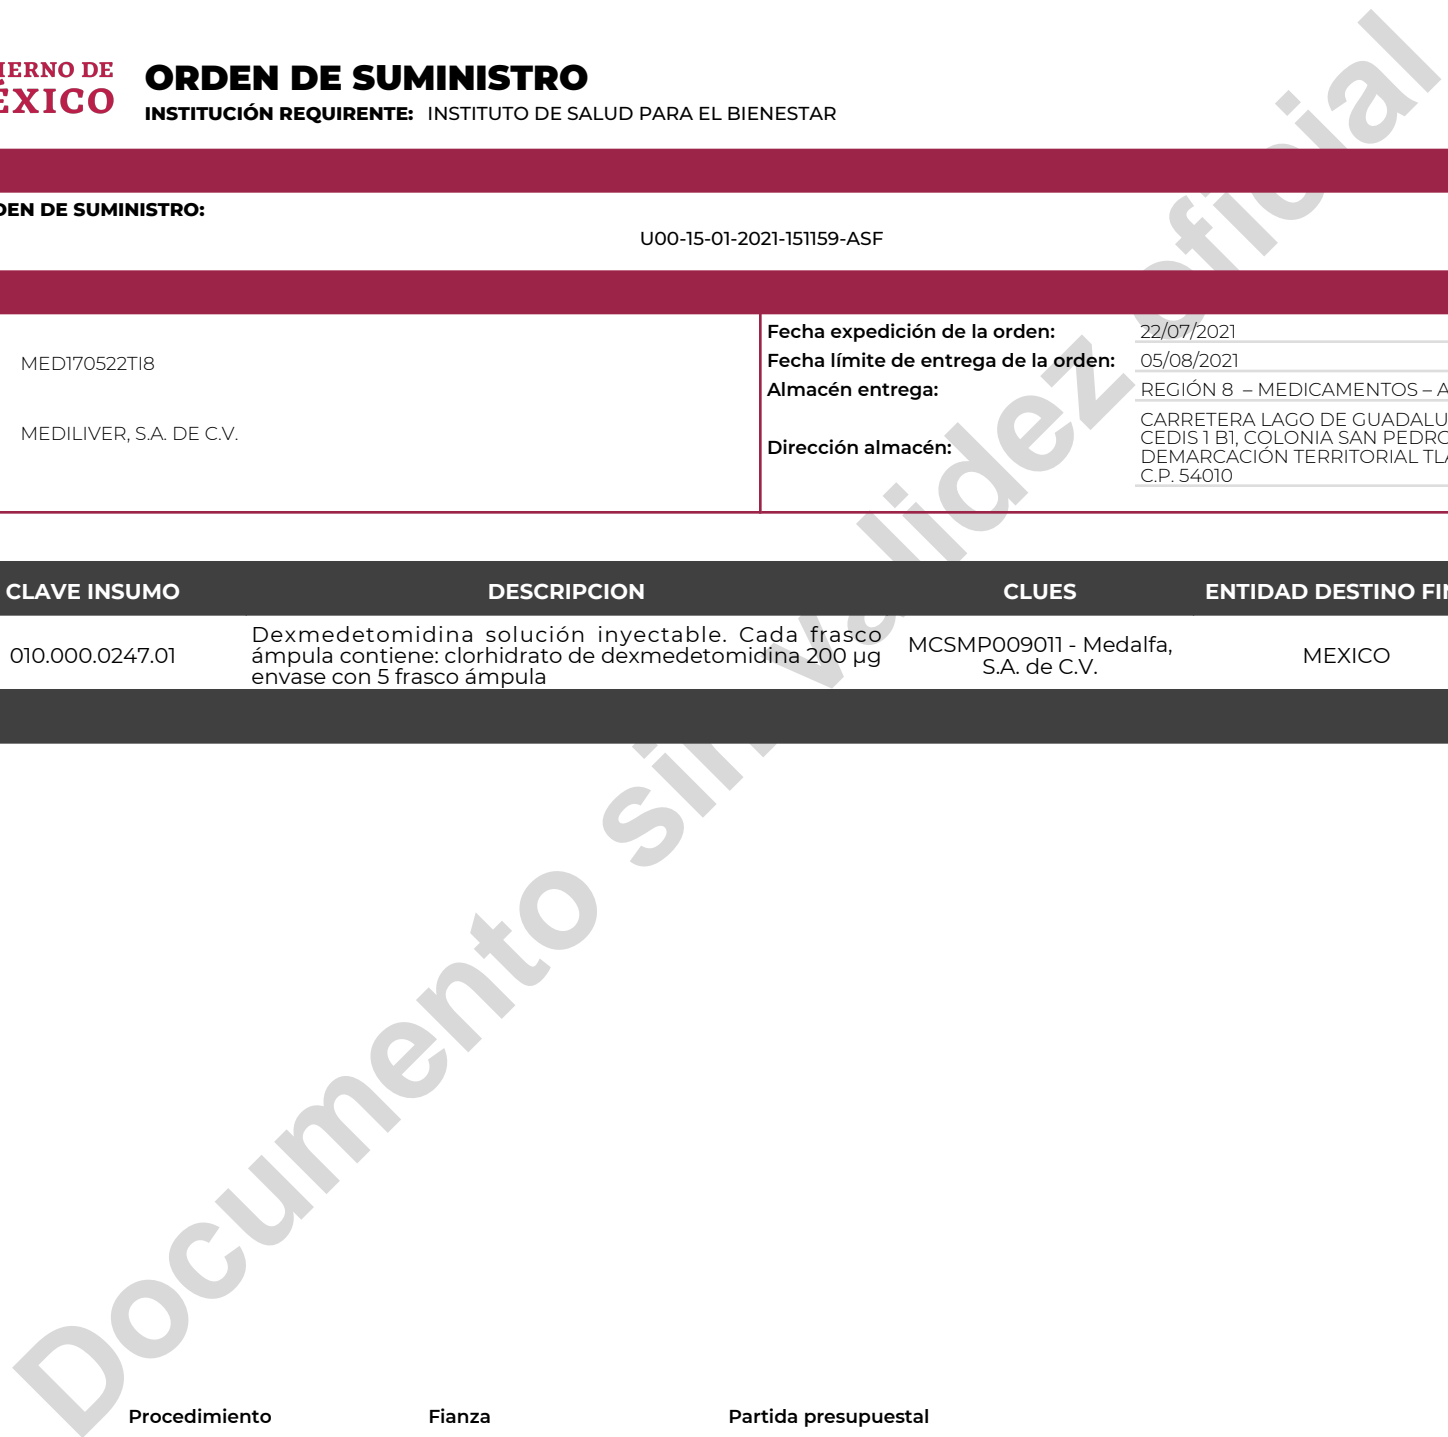 IERNO DE
ÉXICO
ORDEN DE SUMINISTRO
INSTITUCIÓN REQUIRENTE: INSTITUTO DE SALUD PARA EL BIENESTAR
DEN DE SUMINISTRO:
U00-15-01-2021-151159-ASF
MED170522TI8
MEDILIVER, S.A. DE C.V.
Fecha expedición de la orden: 22/07/2021
Fecha límite de entrega de la orden: 05/08/2021
Almacén entrega: REGIÓN 8 – MEDICAMENTOS – A
Dirección almacén: CARRETERA LAGO DE GUADALU
CEDIS 1 B1, COLONIA SAN PEDRO
DEMARCACIÓN TERRITORIAL TLA
C.P. 54010
CLAVE INSUMO DESCRIPCION CLUES ENTIDAD DESTINO FIN
010.000.0247.01
Dexmedetomidina solución inyectable. Cada frasco
ámpula contiene: clorhidrato de dexmedetomidina 200 µg
envase con 5 frasco ámpula
MCSMP009011 - Medalfa,
S.A. de C.V.
MEXICO
Documento sin validez oficial
Procedimiento Fianza Partida presupuestal